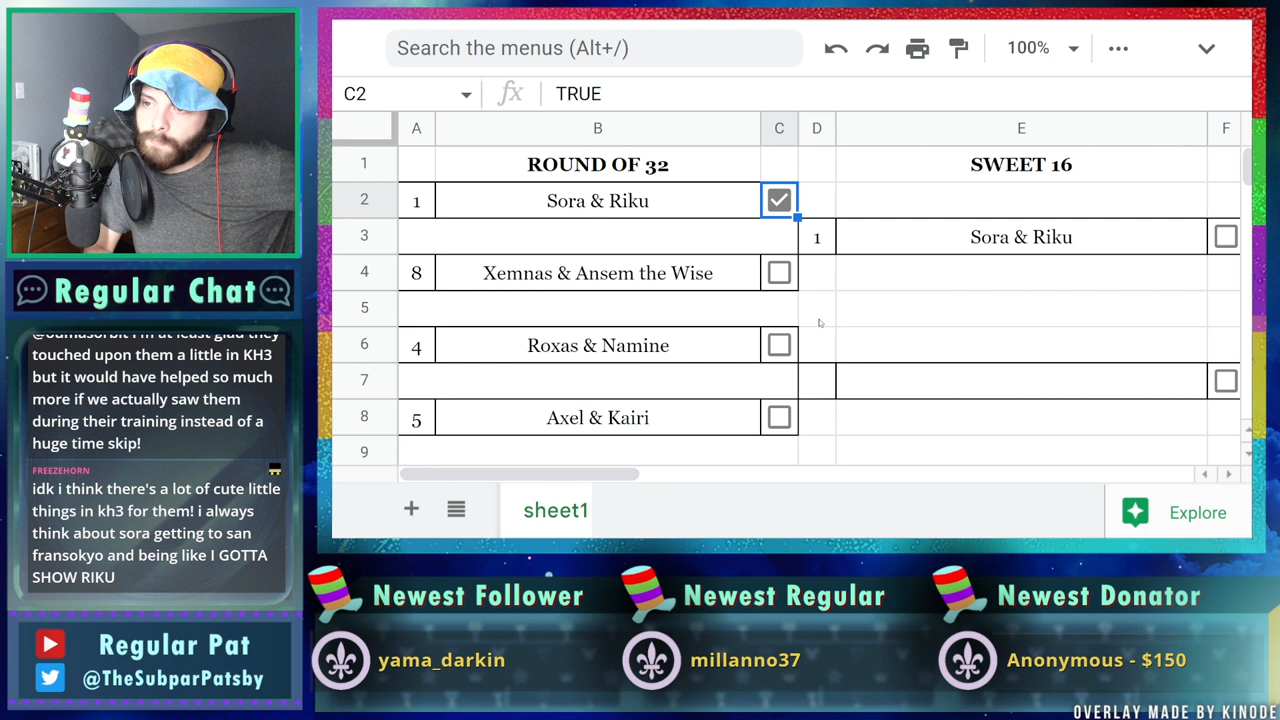 Search the menus (Alt+/)
100%
C2
fx
TRUE
A B C D E F
1 ROUND OF 32 SWEET 16
2 1 Sora & Riku
3 1 Sora & Riku
4 8 Xemnas & Ansem the Wise
5
6 4 Roxas & Namine
7
8 5 Axel & Kairi
9
sheet1
Explore
Regular Chat
touched upon them a little in KH3
but it would have helped so much
more if we actually saw them
during their training instead of a
huge time skip!
FREEZEHORN
idk i think there's a lot of cute little
things in kh3 for them! i always
think about sora getting to san
fransokyo and being like I GOTTA
SHOW RIKU
Regular Pat
@TheSubparPatsby
Newest Follower
yama_darkin
Newest Regular
millanno37
Newest Donator
Anonymous - $150
OVERLAY MADE BY KINODE